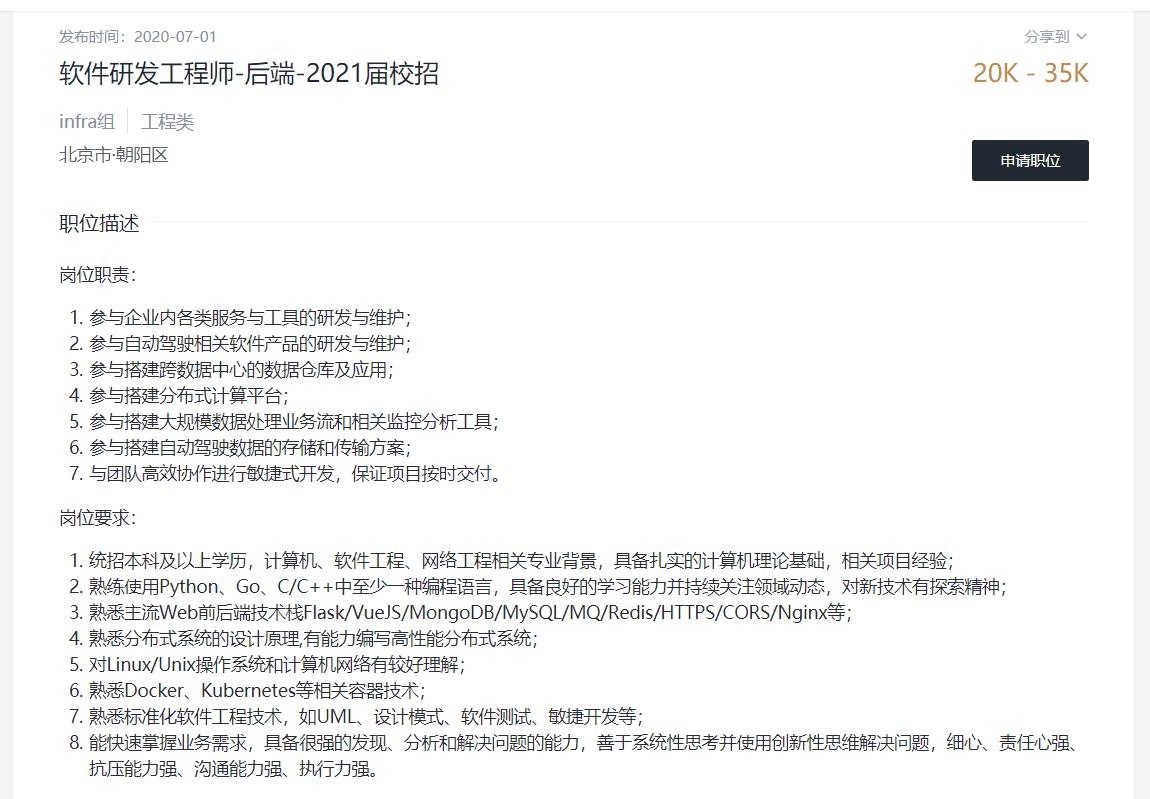 发布时间：2020-07-01
分享到
软件研发工程师-后端-2021届校招
20K - 35K
infra组
工程类
北京市·朝阳区
申请职位
职位描述
岗位职责：
1. 参与企业内各类服务与工具的研发与维护；
2. 参与自动驾驶相关软件产品的研发与维护；
3. 参与搭建跨数据中心的数据仓库及应用；
4. 参与搭建分布式计算平台；
5. 参与搭建大规模数据处理业务流和相关监控分析工具；
6. 参与搭建自动驾驶数据的存储和传输方案；
7. 与团队高效协作进行敏捷式开发，保证项目按时交付。
岗位要求：
1. 统招本科及以上学历，计算机、软件工程、网络工程相关专业背景，具备扎实的计算机理论基础，相关项目经验；
2. 熟练使用Python、Go、C/C++中至少一种编程语言，具备良好的学习能力并持续关注领域动态，对新技术有探索精神；
3. 熟悉主流Web前后端技术栈Flask/VueJS/MongoDB/MySQL/MQ/Redis/HTTPS/CORS/Nginx等；
4. 熟悉分布式系统的设计原理,有能力编写高性能分布式系统；
5. 对Linux/Unix操作系统和计算机网络有较好理解；
6. 熟悉Docker、Kubernetes等相关容器技术；
7. 熟悉标准化软件工程技术，如UML、设计模式、软件测试、敏捷开发等；
8. 能快速掌握业务需求，具备很强的发现、分析和解决问题的能力，善于系统性思考并使用创新性思维解决问题，细心、责任心强、
抗压能力强、沟通能力强、执行力强。